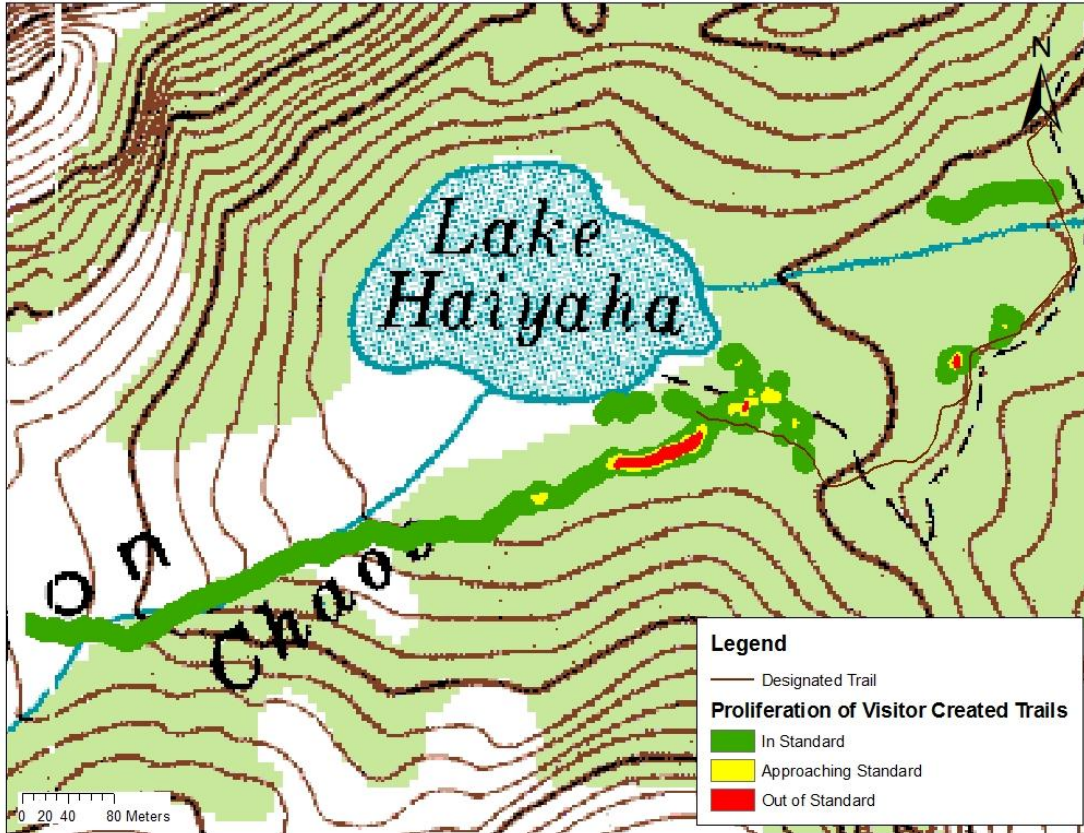 N
Lake
Haiyaha
on
Chaos
Legend
Designated Trail
Proliferation of Visitor Created Trails
In Standard
Approaching Standard
Out of Standard
0 20 40 80 Meters